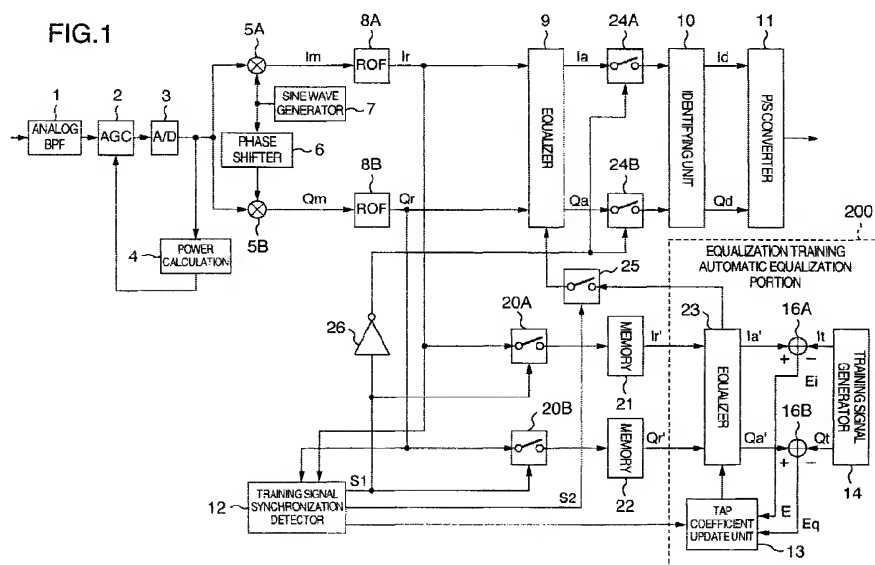 FIG.1
5A
8A
9
24A
10
11
Im
Ir
Ia
Id
ROF
1
2
3
SINE WAVE
GENERATOR
7
ANALOG
BPF
AGC
A/D
PHASE
SHIFTER
6
EQUALIZER
IDENTIFYING UNIT
P/S CONVERTER
8B
24B
Qm
Qr
Qa
Qd
ROF
5B
4
POWER
CALCULATION
200
EQUALIZATION TRAINING
AUTOMATIC EQUALIZATION
PORTION
25
20A
23
16A
26
MEMORY
Ir'
Ia'
It
+
−
Ei
21
EQUALIZER
TRAINING SIGNAL
GENERATOR
20B
16B
MEMORY
Qr'
Qa'
Qt
+
−
22
14
S1
S2
12
TRAINING SIGNAL
SYNCHRONIZATION
DETECTOR
TAP
COEFFICIENT
UPDATE UNIT
E
Eq
13